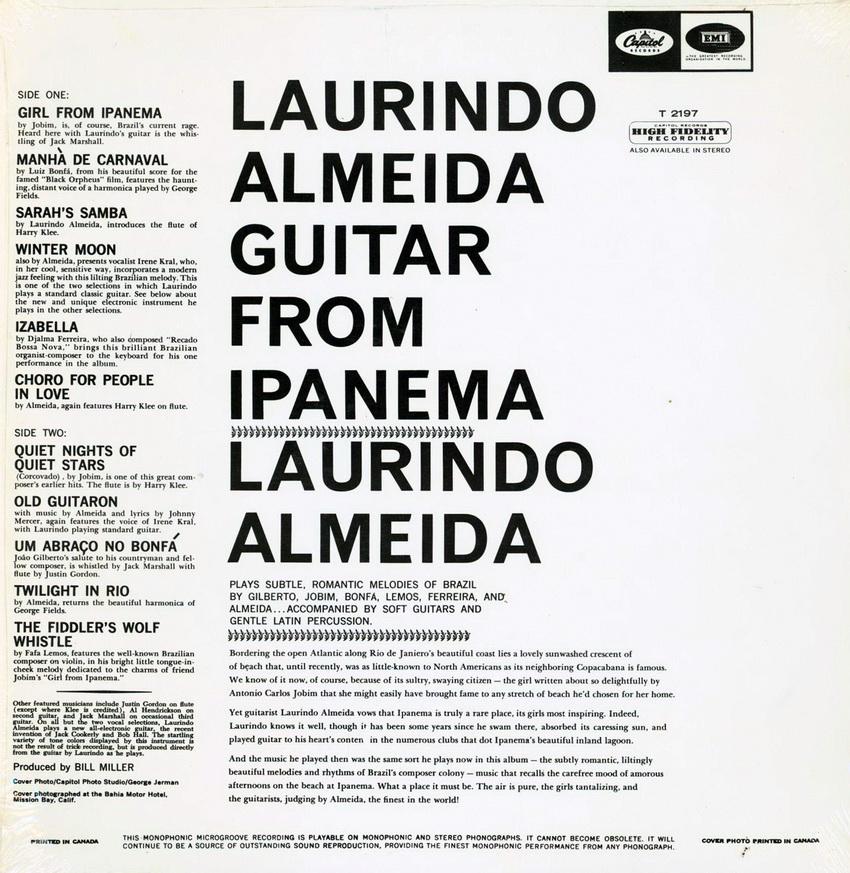 Capitol
RECORDS
EMI
THE GREATEST RECORDING
ORGANISATION IN THE WORLD
T 2197
CAPITOL RECORDS
HIGH FIDELITY
RECORDING
ALSO AVAILABLE IN STEREO
LAURINDO
ALMEIDA
GUITAR
FROM
IPANEMA
LAURINDO
ALMEIDA
PLAYS SUBTLE, ROMANTIC MELODIES OF BRAZIL
BY GILBERTO, JOBIM, BONFÁ, LEMOS, FERREIRA, AND
ALMEIDA...ACCOMPANIED BY SOFT GUITARS AND
GENTLE LATIN PERCUSSION.
SIDE ONE:
GIRL FROM IPANEMA
by Jobim, is, of course, Brazil's current rage.
Heard here with Laurindo's guitar is the whis-
tling of Jack Marshall.
MANHÀ DE CARNAVAL
by Luiz Bonfá, from his beautiful score for the
famed "Black Orpheus" film, features the haunt-
ing, distant voice of a harmonica played by George
Fields.
SARAH'S SAMBA
by Laurindo Almeida, introduces the flute of
Harry Klee.
WINTER MOON
also by Almeida, presents vocalist Irene Kral, who,
in her cool, sensitive way, incorporates a modern
jazz feeling with this lilting Brazilian melody. This
is one of the two selections in which Laurindo
plays a standard classic guitar. See below about
the new and unique electronic instrument he
plays in the other selections.
IZABELLA
by Djalma Ferreira, who also composed "Recado
Bossa Nova," brings this brilliant Brazilian
organist-composer to the keyboard for his one
performance in the album.
CHORO FOR PEOPLE
IN LOVE
by Almeida, again features Harry Klee on flute.
SIDE TWO:
QUIET NIGHTS OF
QUIET STARS
(Corcovado), by Jobim, is one of this great com-
poser's earlier hits. The flute is by Harry Klee.
OLD GUITARON
with music by Almeida and lyrics by Johnny
Mercer, again features the voice of Irene Kral,
with Laurindo playing standard guitar.
UM ABRAÇO NO BONFÁ
João Gilberto's salute to his countryman and fel-
low composer, is whistled by Jack Marshall with
flute by Justin Gordon.
TWILIGHT IN RIO
by Almeida, returns the beautiful harmonica of
George Fields.
THE FIDDLER'S WOLF
WHISTLE
by Fafa Lemos, features the well-known Brazilian
composer on violin, in his bright little tongue-in-
cheek melody dedicated to the charms of friend
Jobim's "Girl from Ipanema."
Other featured musicians include Justin Gordon on flute
(except where Klee is credited), Al Hendrickson on
second guitar, and Jack Marshall on occasional third
guitar. On all but the two vocal selections, Laurindo
Almeida plays a new all-electronic guitar, the recent
invention of Jack Cookerly and Bob Hall. The startling
variety of tone colors displayed by this instrument is
not the result of trick recording, but is produced directly
from the guitar by Laurindo as he plays.
Produced by BILL MILLER
Cover Photo/Capitol Photo Studio/George Jerman
Cover photographed at the Bahia Motor Hotel,
Mission Bay, Calif.
Bordering the open Atlantic along Rio de Janiero's beautiful coast lies a lovely sunwashed crescent of
of beach that, until recently, was as little-known to North Americans as its neighboring Copacabana is famous.
We know of it now, of course, because of its sultry, swaying citizen — the girl written about so delightfully by
Antonio Carlos Jobim that she might easily have brought fame to any stretch of beach he'd chosen for her home.
Yet guitarist Laurindo Almeida vows that Ipanema is truly a rare place, its girls most inspiring. Indeed,
Laurindo knows it well, though it has been some years since he swam there, absorbed its caressing sun, and
played guitar to his heart's conten in the numerous clubs that dot Ipanema's beautiful inland lagoon.
And the music he played then was the same sort he plays now in this album — the subtly romantic, liltingly
beautiful melodies and rhythms of Brazil's composer colony — music that recalls the carefree mood of amorous
afternoons on the beach at Ipanema. What a place it must be. The air is pure, the girls tantalizing, and
the guitarists, judging by Almeida, the finest in the world!
PRINTED IN CANADA
THIS MONOPHONIC MICROGROOVE RECORDING IS PLAYABLE ON MONOPHONIC AND STEREO PHONOGRAPHS. IT CANNOT BECOME OBSOLETE. IT WILL
CONTINUE TO BE A SOURCE OF OUTSTANDING SOUND REPRODUCTION, PROVIDING THE FINEST MONOPHONIC PERFORMANCE FROM ANY PHONOGRAPH.
COVER PHOTO PRINTED IN CANADA